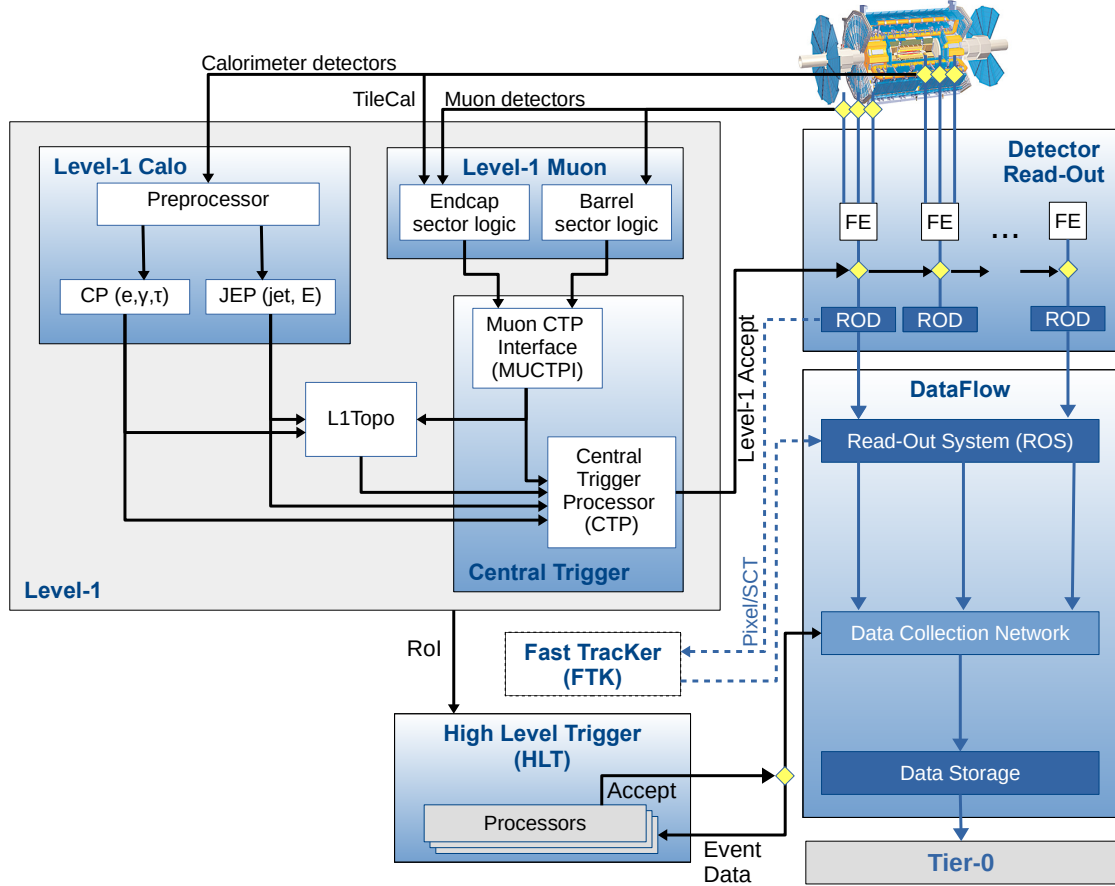 Calorimeter detectors
TileCal
Muon detectors
Level-1 Calo
Preprocessor
CP (e,γ,τ)
JEP (jet, E)
Level-1 Muon
Endcap
sector logic
Barrel
sector logic
Muon CTP
Interface
(MUCTPI)
L1Topo
Central
Trigger
Processor
(CTP)
Central Trigger
Level-1
Level-1 Accept
Detector
Read-Out
FE
FE
...
FE
ROD
ROD
ROD
DataFlow
Read-Out System (ROS)
Data Collection Network
Data Storage
Tier-0
Pixel/SCT
RoI
Fast TracKer
(FTK)
High Level Trigger
(HLT)
Accept
Processors
Event
Data